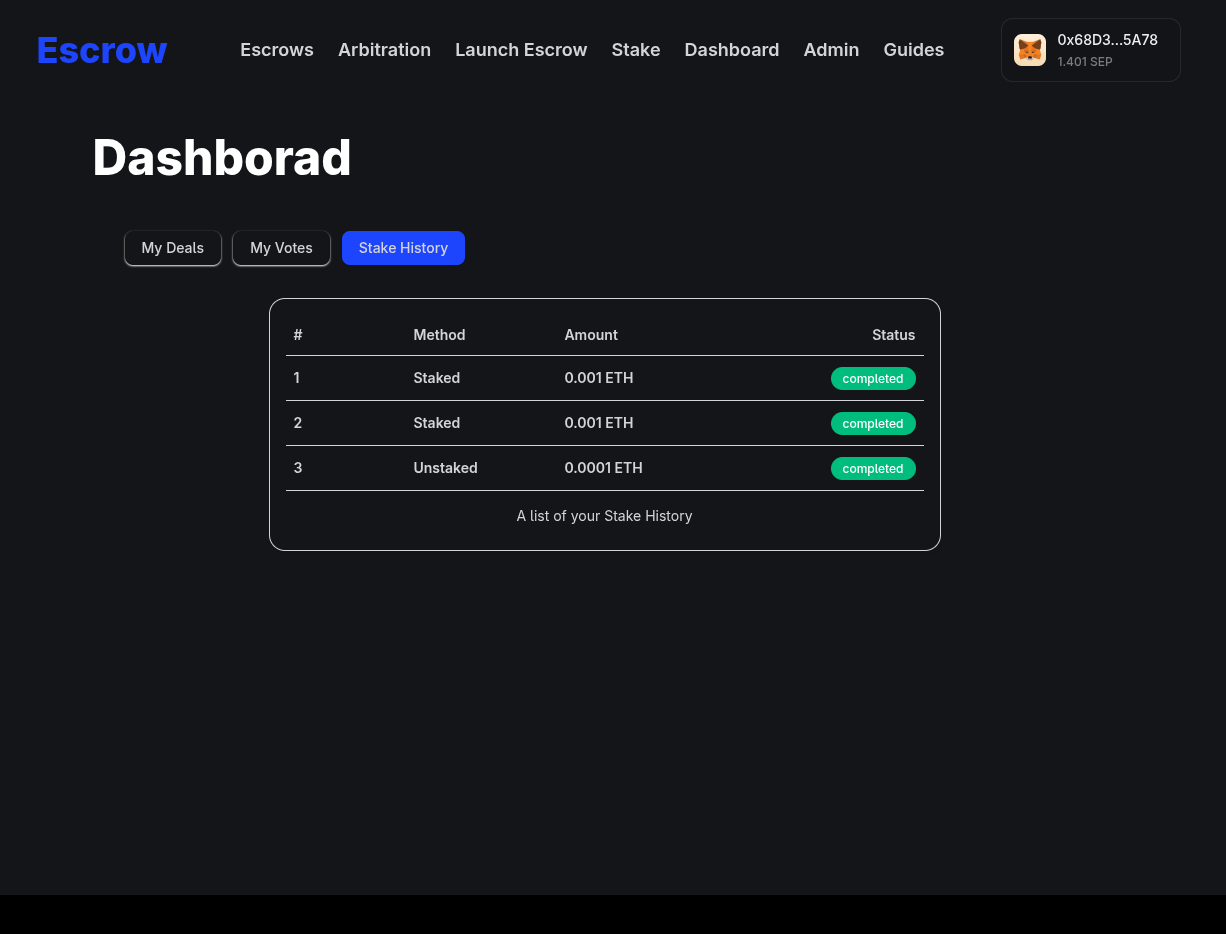 Escrow
Escrows Arbitration Launch Escrow Stake Dashboard Admin Guides
0x68D3...5A78
1.401 SEP
Dashborad
My Deals My Votes Stake History
# Method Amount Status
1 Staked 0.001 ETH completed
2 Staked 0.001 ETH completed
3 Unstaked 0.0001 ETH completed
A list of your Stake History